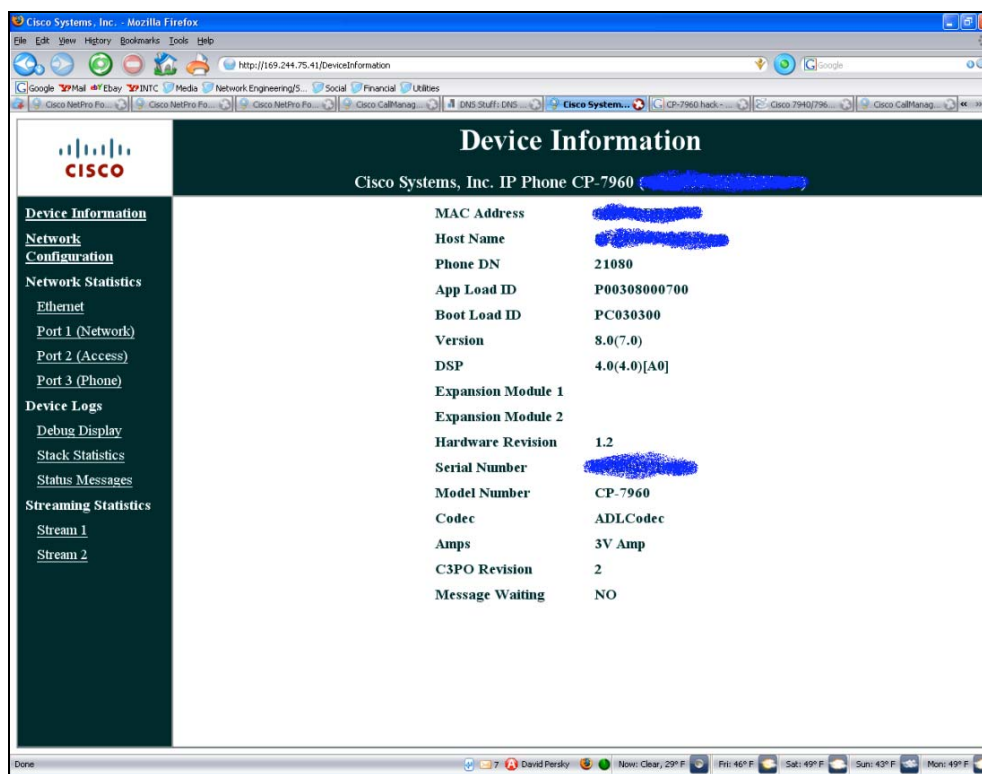 Cisco Systems, Inc. - Mozilla Firefox
File Edit View History Bookmarks Tools Help
http://169.244.75.41/DeviceInformation
Google
Google Mail Ebay INTC Media Network Engineering/S... Social Financial Utilities
Cisco NetPro Fo... Cisco NetPro Fo... Cisco NetPro Fo... Cisco CallManag... DNS Stuff: DNS ... Cisco System... CP-7960 hack - ... Cisco 7940/796... Cisco CallManag...
CISCO
Device Information
Cisco Systems, Inc. IP Phone CP-7960 (
Device Information
Network
Configuration
Network Statistics
Ethernet
Port 1 (Network)
Port 2 (Access)
Port 3 (Phone)
Device Logs
Debug Display
Stack Statistics
Status Messages
Streaming Statistics
Stream 1
Stream 2
MAC Address
Host Name
Phone DN 21080
App Load ID P00308000700
Boot Load ID PC030300
Version 8.0(7.0)
DSP 4.0(4.0)[A0]
Expansion Module 1
Expansion Module 2
Hardware Revision 1.2
Serial Number
Model Number CP-7960
Codec ADLCodec
Amps 3V Amp
C3PO Revision 2
Message Waiting NO
Done 7 David Persky Now: Clear, 29° F Fri: 46° F Sat: 49° F Sun: 43° F Mon: 49° F